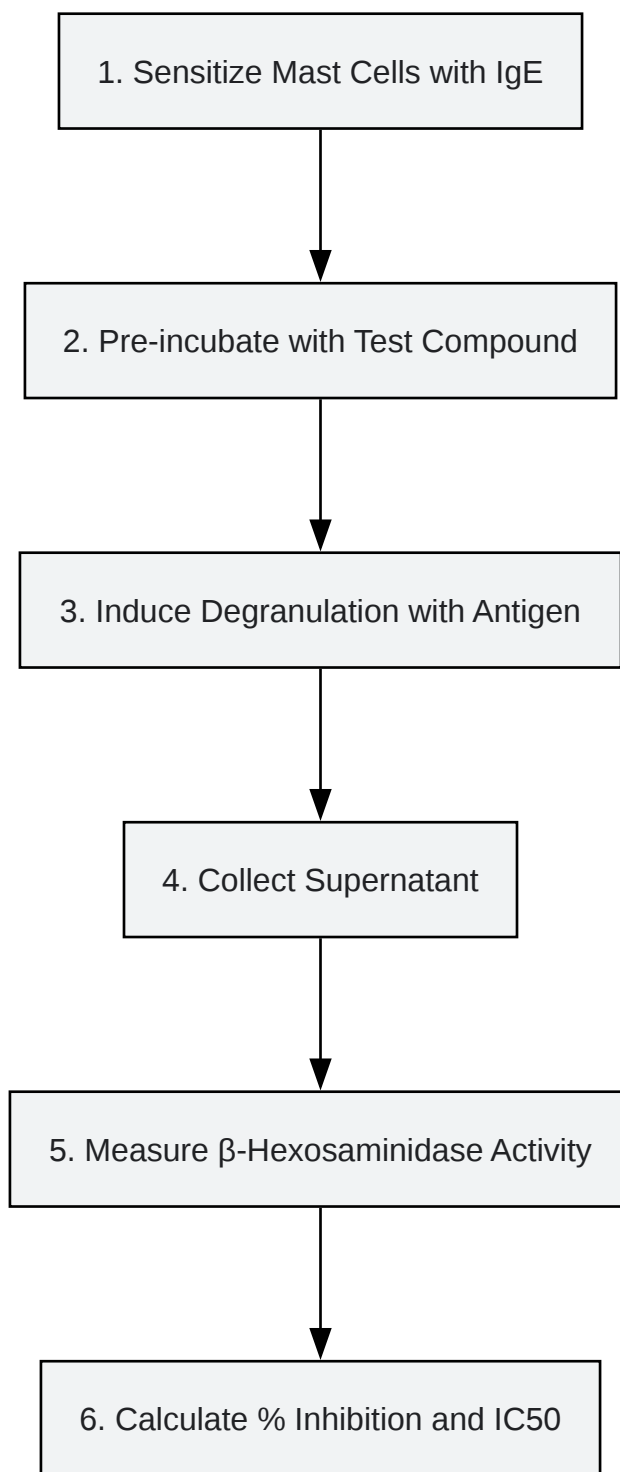 1. Sensitize Mast Cells with IgE
2. Pre-incubate with Test Compound
3. Induce Degranulation with Antigen
4. Collect Supernatant
5. Measure β-Hexosaminidase Activity
6. Calculate % Inhibition and IC50